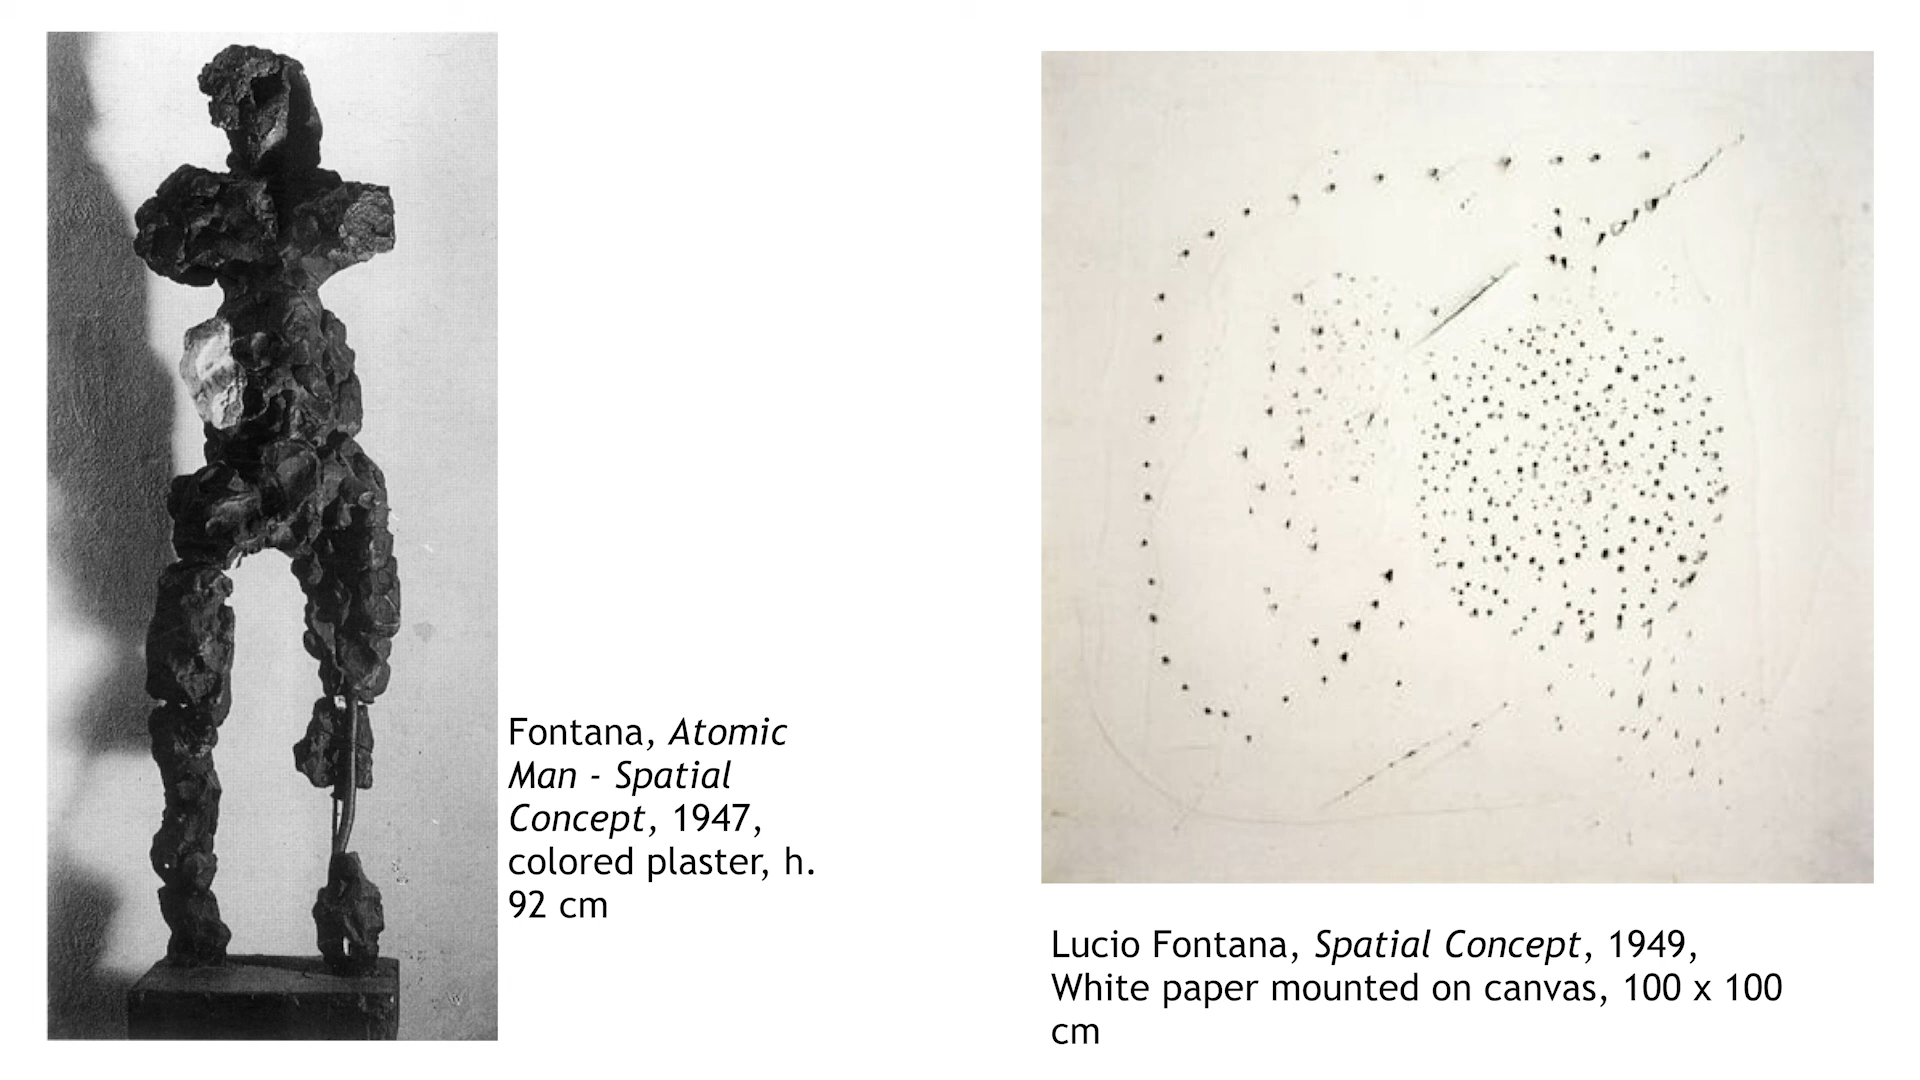 Fontana, Atomic
Man - Spatial
Concept, 1947,
colored plaster, h.
92 cm
Lucio Fontana, Spatial Concept, 1949,
White paper mounted on canvas, 100 x 100
cm